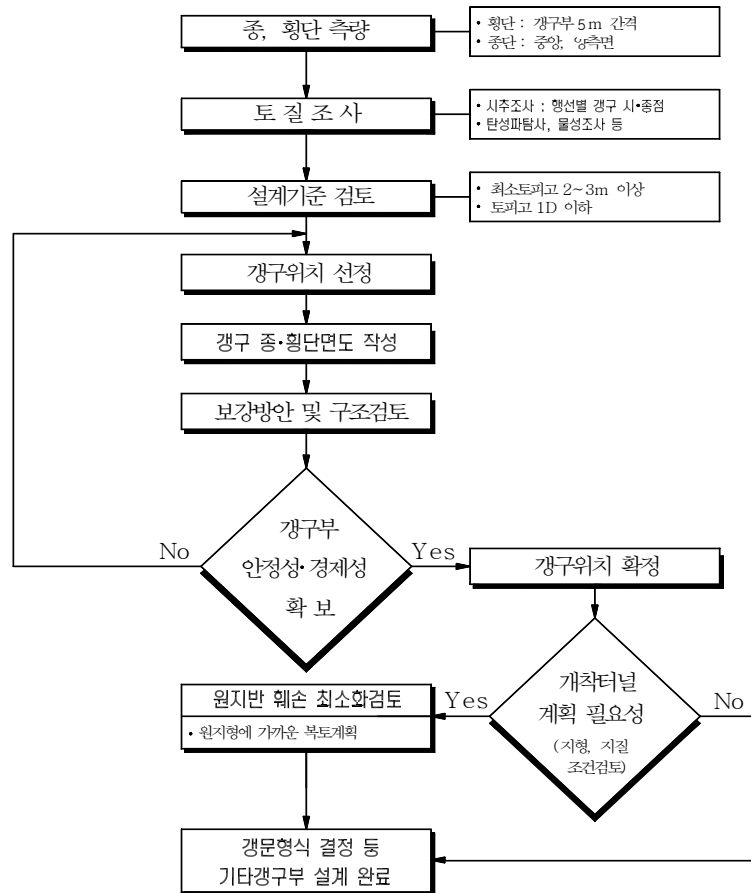 종, 횡단 측량
• 횡단 : 갱구부 5m 간격
• 종단 : 중앙, 양측면
토 질 조 사
• 시추조사 : 행선별 갱구 시•종점
• 탄성파탐사, 물성조사 등
설계기준 검토
• 최소토피고 2~3m 이상
• 토피고 1D 이하
갱구위치 선정
갱구 종•횡단면도 작성
보강방안 및 구조검토
갱구부
안정성•경제성
확 보
No
Yes
갱구위치 확정
개착터널
계획 필요성
(지형, 지질
조건검토)
Yes
No
원지반 훼손 최소화검토
• 원지형에 가까운 복토계획
갱문형식 결정 등
기타갱구부 설계 완료